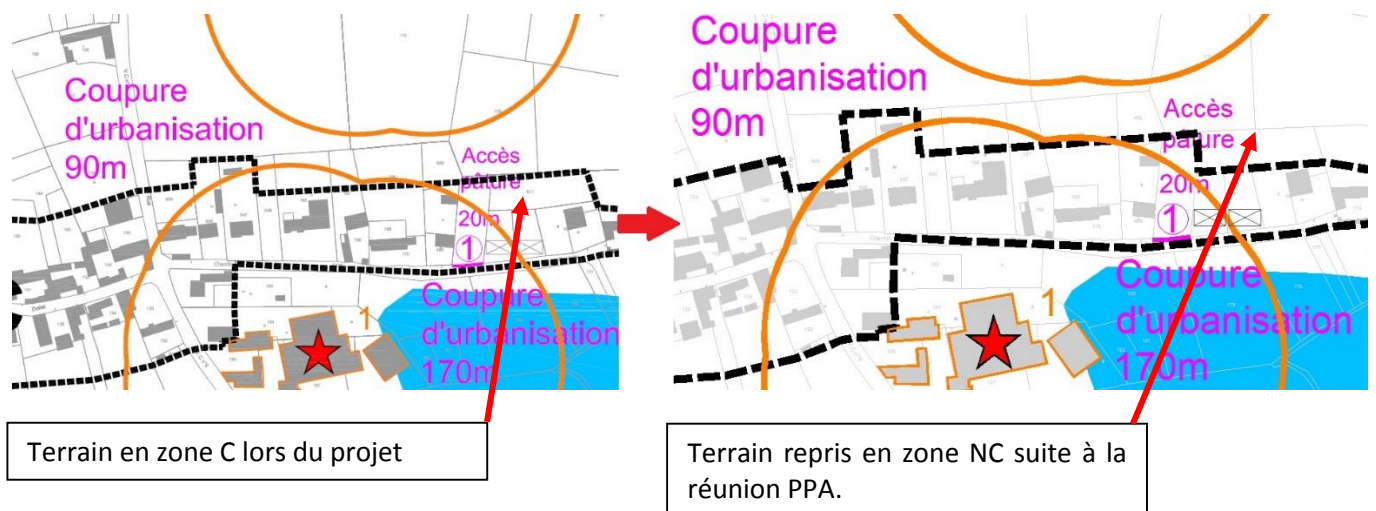 Coupure
d'urbanisation
90m
Accès
pâture
20m
1
Coupure
d'urbanisation
170m
1
Terrain en zone C lors du projet
Coupure
d'urbanisation
90m
Accès
pâture
20m
1
Coupure
d'urbanisation
170m
1
Terrain repris en zone NC suite à la
réunion PPA.